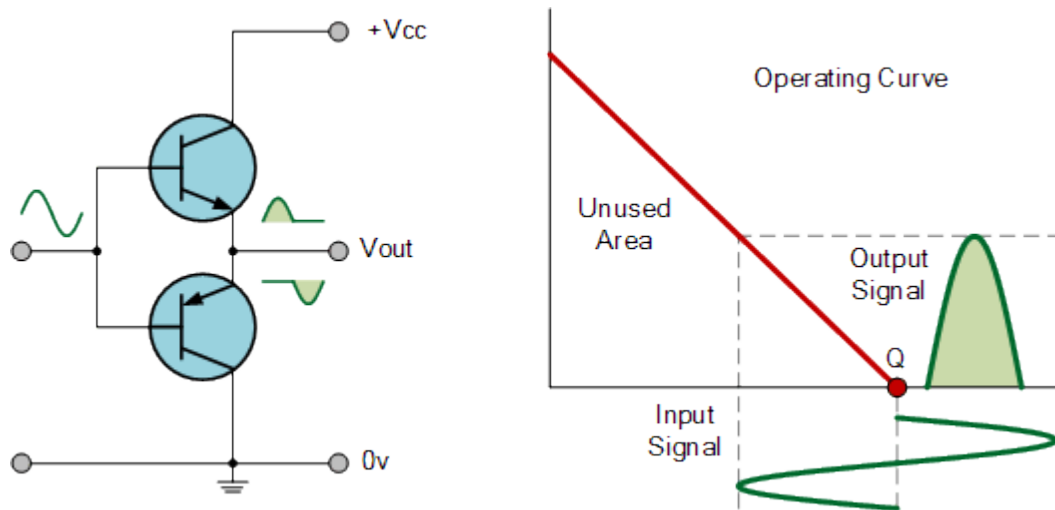 +Vcc
Vout
0v
Operating Curve
Unused
Area
Output
Signal
Q
Input
Signal